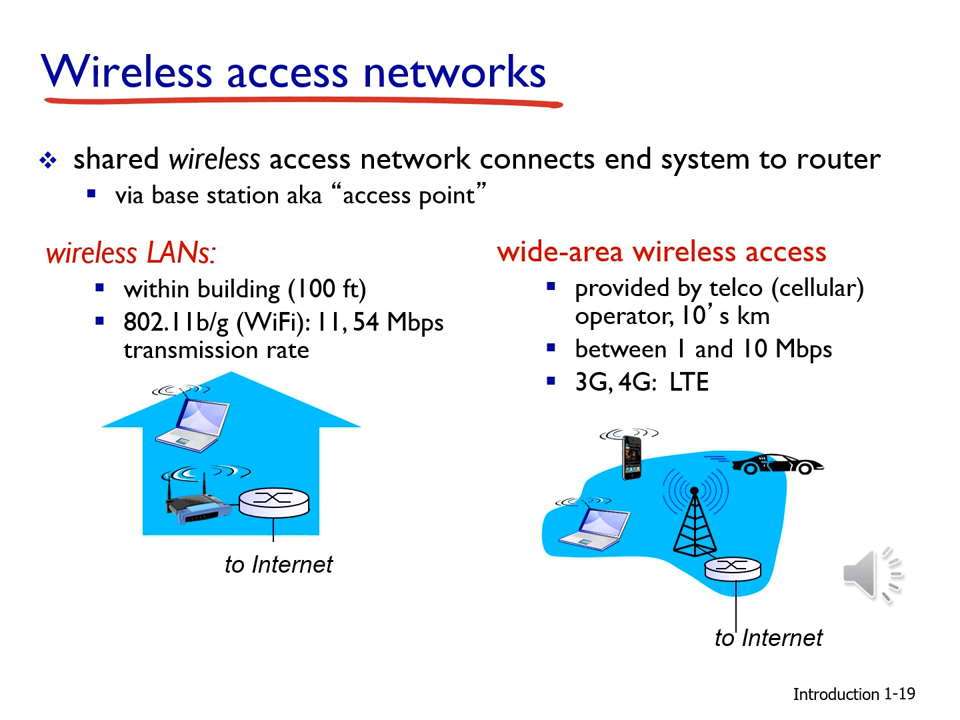 Wireless access networks
❖ shared wireless access network connects end system to router
▪ via base station aka “access point”
wireless LANs:
▪ within building (100 ft)
▪ 802.11b/g (WiFi): 11, 54 Mbps
transmission rate
to Internet
wide-area wireless access
▪ provided by telco (cellular)
operator, 10’ s km
▪ between 1 and 10 Mbps
▪ 3G, 4G: LTE
to Internet
Introduction 1-19